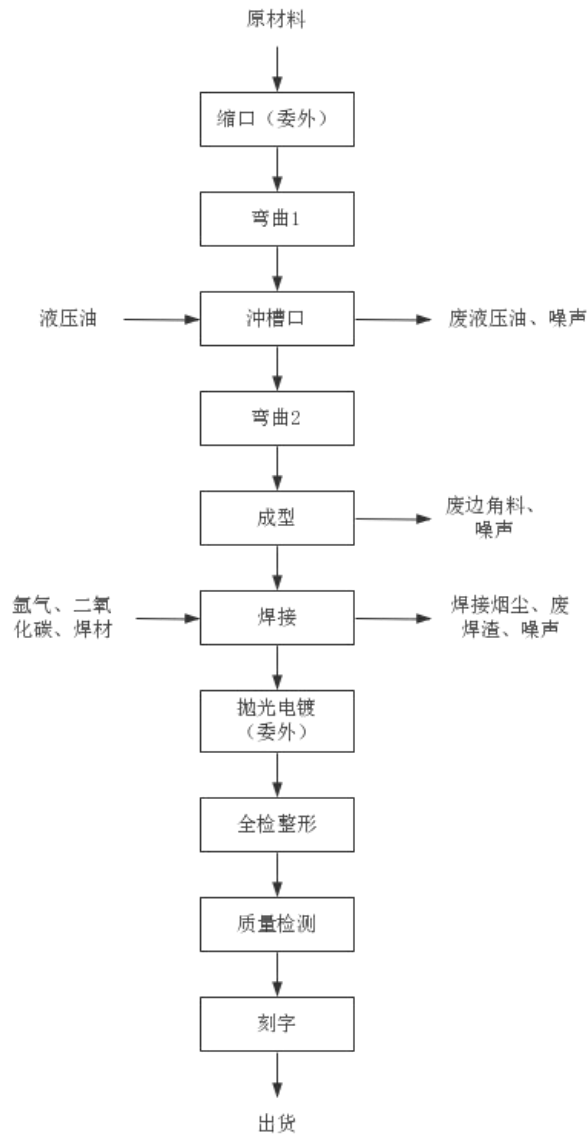 原材料
缩口（委外）
弯曲1
液压油
冲槽口
废液压油、噪声
弯曲2
成型
废边角料、
噪声
氩气、二氧
化碳、焊材
焊接
焊接烟尘、废
焊渣、噪声
抛光电镀
（委外）
全检整形
质量检测
刻字
出货